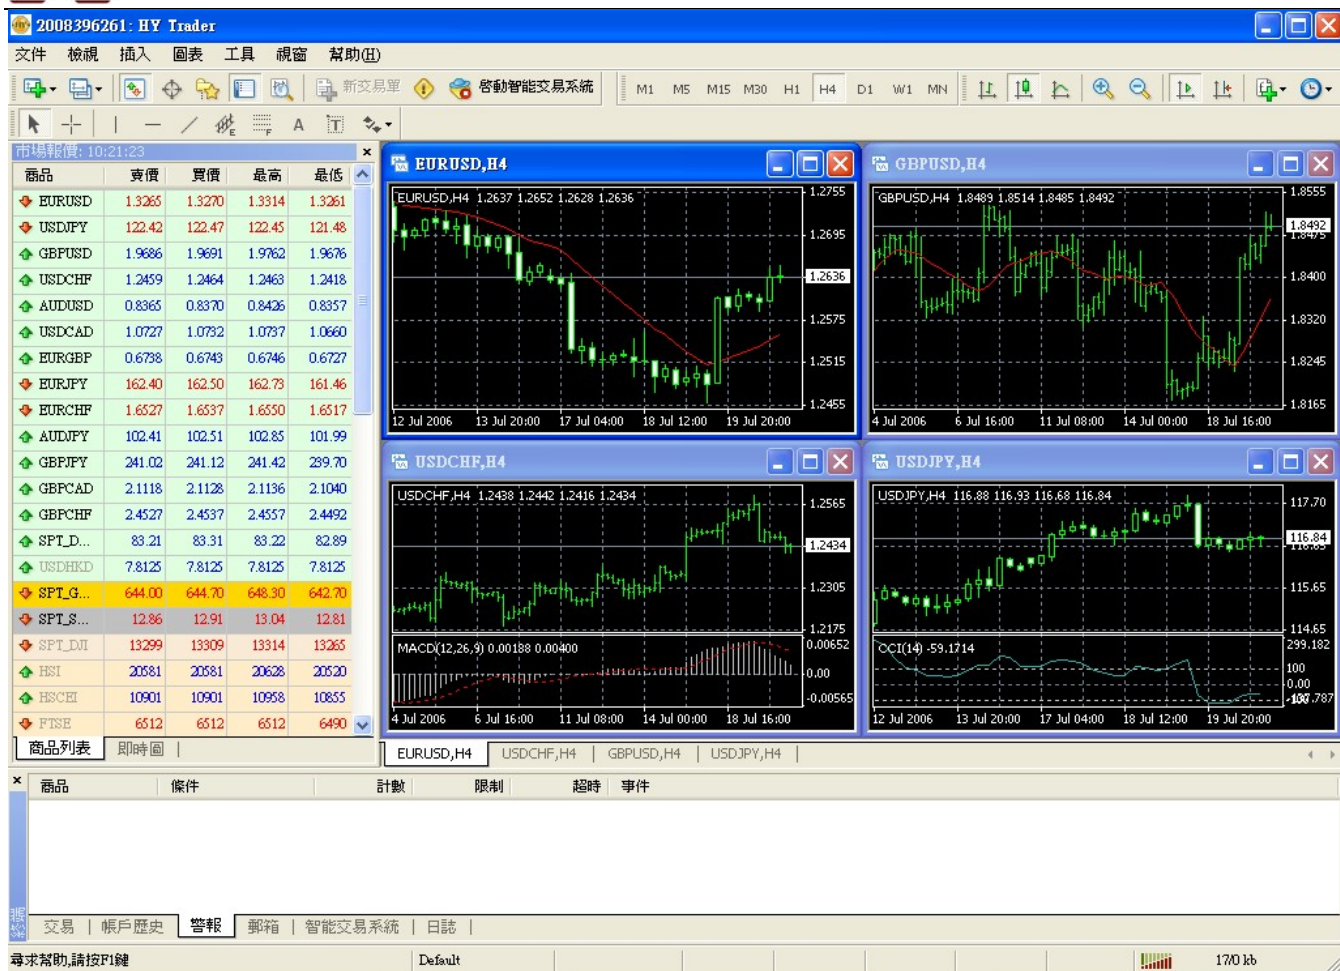 2008396261: HY Trader
文件 檢視 插入 圖表 工具 視窗 幫助(H)
新交易單 啓動智能交易系統 M1 M5 M15 M30 H1 H4 D1 W1 MN
E F A T
市場報價: 10:21:23
商品 賣價 買價 最高 最低
EURUSD 1.3265 1.3270 1.3314 1.3261
USDJPY 122.42 122.47 122.45 121.48
GBPUSD 1.9686 1.9691 1.9762 1.9676
USDCHF 1.2459 1.2464 1.2463 1.2418
AUDUSD 0.8365 0.8370 0.8426 0.8357
USDCAD 1.0727 1.0732 1.0737 1.0660
EURGBP 0.6738 0.6743 0.6746 0.6727
EURJPY 162.40 162.50 162.73 161.46
EURCHF 1.6527 1.6537 1.6550 1.6517
AUDJPY 102.41 102.51 102.85 101.99
GBPJPY 241.02 241.12 241.42 239.70
GBPCAD 2.1118 2.1128 2.1136 2.1040
GBPCHF 2.4527 2.4537 2.4557 2.4492
SPT_D... 83.21 83.31 83.22 82.89
USDHKD 7.8125 7.8125 7.8125 7.8125
SPT_G... 644.00 644.70 648.30 642.70
SPT_S... 12.86 12.91 13.04 12.81
SPT_DJI 13299 13309 13314 13265
HSI 20581 20581 20628 20520
HSCEI 10901 10901 10958 10855
FTSE 6512 6512 6512 6490
商品列表 即時圖
EURUSD,H4
EURUSD,H4 1.2637 1.2652 1.2628 1.2636
1.2755
1.2695
1.2636
1.2575
1.2515
1.2455
12 Jul 2006 13 Jul 20:00 17 Jul 04:00 18 Jul 12:00 19 Jul 20:00
GBPUSD,H4
GBPUSD,H4 1.8489 1.8514 1.8485 1.8492
1.8555
1.8492
1.8475
1.8400
1.8320
1.8245
1.8165
4 Jul 2006 6 Jul 16:00 11 Jul 08:00 14 Jul 00:00 18 Jul 16:00
USDCHF,H4
USDCHF,H4 1.2438 1.2442 1.2416 1.2434
1.2565
1.2434
1.2305
1.2175
MACD(12,26,9) 0.00188 0.00400
0.00652
0.00
-0.00565
4 Jul 2006 6 Jul 16:00 11 Jul 08:00 14 Jul 00:00 18 Jul 16:00
USDJPY,H4
USDJPY,H4 116.88 116.93 116.68 116.84
117.70
116.84
116.65
115.65
114.65
CCI(14) -59.1714
299.182
100
0.00
12 Jul 2006 13 Jul 20:00 17 Jul 04:00 18 Jul 12:00 19 Jul 20:00
EURUSD,H4 USDCHF,H4 GBPUSD,H4 USDJPY,H4
商品 條件 計數 限制 超時 事件
交易 帳戶歷史 警報 郵箱 智能交易系統 日誌
尋求幫助,請按F1鍵 Default 17/0 kb